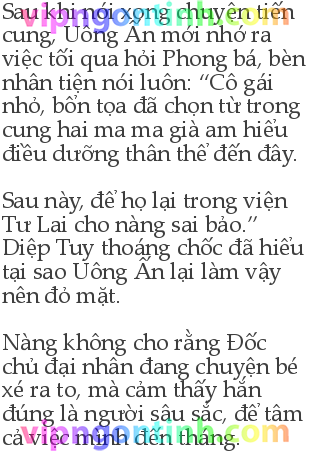 Sau khi nói xong chuyện tiến
vipngontinh.com
cung, Uông Ấn mới nhớ ra
việc tối qua hỏi Phong bá, bèn
nhân tiện nói luôn: “Cô gái
nhỏ, bổn tọa đã chọn từ trong
cung hai ma ma già am hiểu
điều dưỡng thân thể đến đây.
Sau này, để họ lại trong viện
Tư Lai cho nàng sai bảo.”
Diệp Tuy thoáng chốc đã hiểu
tại sao Uông Ấn lại làm vậy
nên đỏ mặt.
Nàng không cho rằng Đốc
chủ đại nhân đang chuyện bé
xé ra to, mà cảm thấy hắn
đúng là người sâu sắc, để tâm
cả việc mình đến tháng.
vipngontinh.com